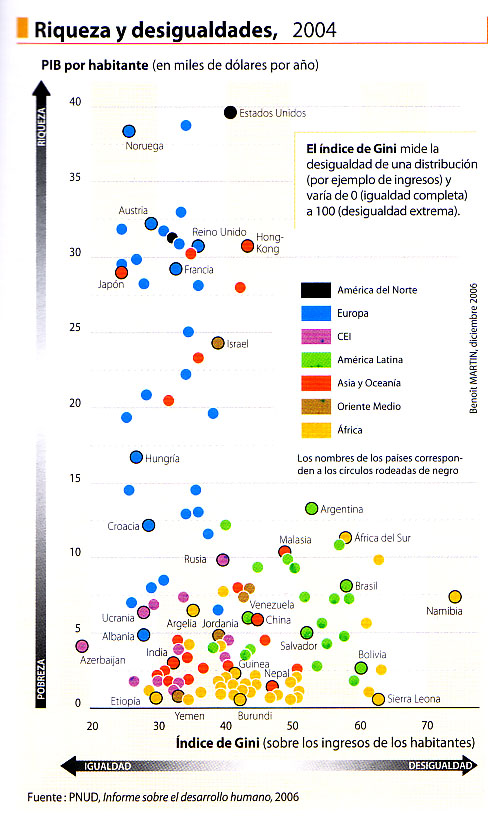 Riqueza y desigualdades, 2004
PIB por habitante (en miles de dólares por año)
RIQUEZA
POBREZA
40
35
30
25
20
15
10
5
0
Estados Unidos
Noruega
El índice de Gini mide la
desigualdad de una distribución
(por ejemplo de ingresos) y
varía de 0 (igualdad completa)
a 100 (desigualdad extrema).
Austria
Reino Unido
Hong-
Kong
Japón
Francia
Israel
América del Norte
Europa
CEI
América Latina
Asia y Oceanía
Oriente Medio
África
Benoit MARTIN, diciembre 2006
Los nombres de los países correspon-
den a los círculos rodeadas de negro
Hungría
Croacia
Argentina
Malasia
África del Sur
Rusia
Brasil
Namibia
Ucrania
Argelia
Jordania
Venezuela
China
Albania
Azerbaijan
India
Salvador
Guinea
Nepal
Bolivia
Etiopia
Yemen
Burundi
Sierra Leona
20
30
40
50
60
70
Índice de Gini (sobre los ingresos de los habitantes)
IGUALDAD
DESIGUALDAD
Fuente : PNUD, Informe sobre el desarrollo humano, 2006